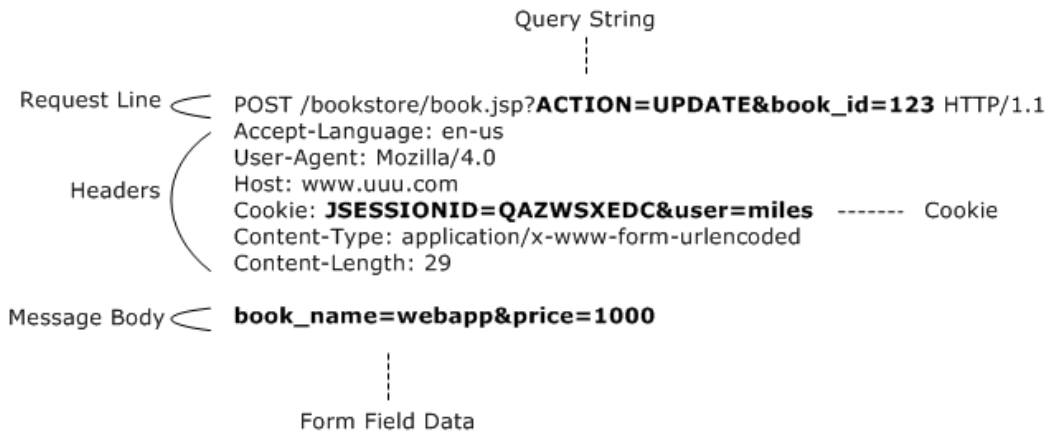 Query String
Request Line POST /bookstore/book.jsp?ACTION=UPDATE&book_id=123 HTTP/1.1
Accept-Language: en-us
User-Agent: Mozilla/4.0
Headers Host: www.uuu.com
Cookie: JSESSIONID=QAZWSXEDC&user=miles ------- Cookie
Content-Type: application/x-www-form-urlencoded
Content-Length: 29
Message Body book_name=webapp&price=1000
Form Field Data